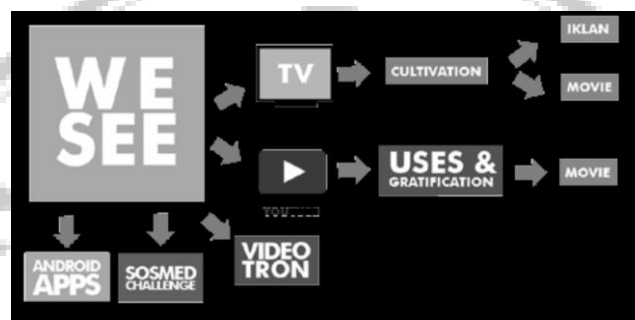 WE
SEE
TV
CULTIVATION
IKLAN
MOVIE
USES &
GRATIFICATION
MOVIE
ANDROID
APPS
SOSMED
CHALLENGE
VIDEO
TRON